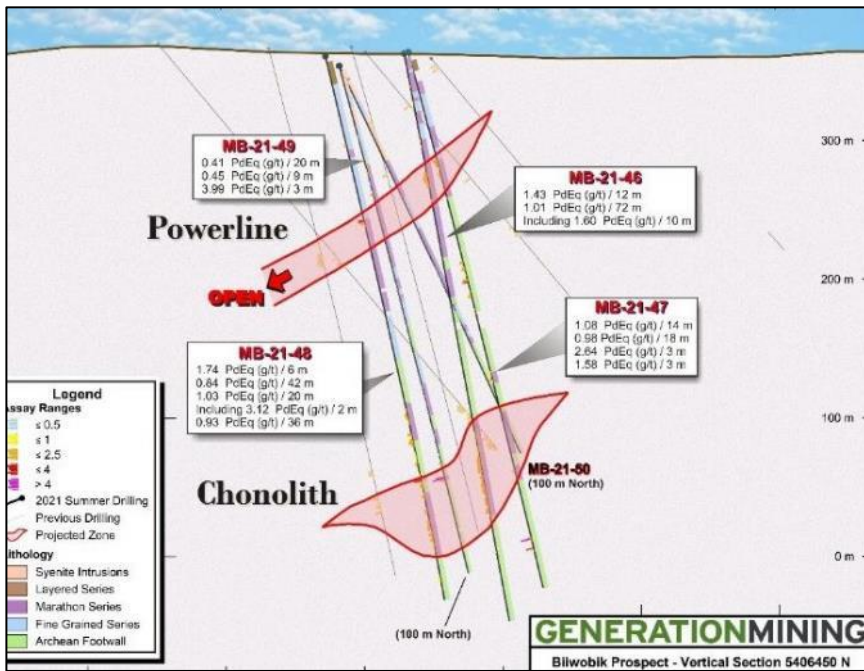 MB-21-49
0.41 PdEq (g/t) / 20 m
0.45 PdEq (g/t) / 9 m
3.99 PdEq (g/t) / 3 m
300 m
MB-21-46
1.43 PdEq (g/t) / 12 m
1.01 PdEq (g/t) / 72 m
Including 1.60 PdEq (g/t) / 10 m
Powerline
OPEN
200 m
MB-21-47
1.08 PdEq (g/t) / 14 m
0.98 PdEq (g/t) / 18 m
2.64 PdEq (g/t) / 3 m
1.58 PdEq (g/t) / 3 m
MB-21-48
1.74 PdEq (g/t) / 6 m
0.84 PdEq (g/t) / 42 m
1.03 PdEq (g/t) / 20 m
Including 3.12 PdEq (g/t) / 2 m
0.93 PdEq (g/t) / 36 m
100 m
MB-21-50
(100 m North)
Chonolith
0 m
(100 m North)
Legend
Assay Ranges
≤ 0.5
≤ 1
≤ 2.5
≤ 4
> 4
2021 Summer Drilling
Previous Drilling
Projected Zone
ithology
Syenite Intrusions
Layered Series
Marathon Series
Fine Grained Series
Archean Footwall
GENERATIONMINING
Biiwobik Prospect - Vertical Section 5406450 N